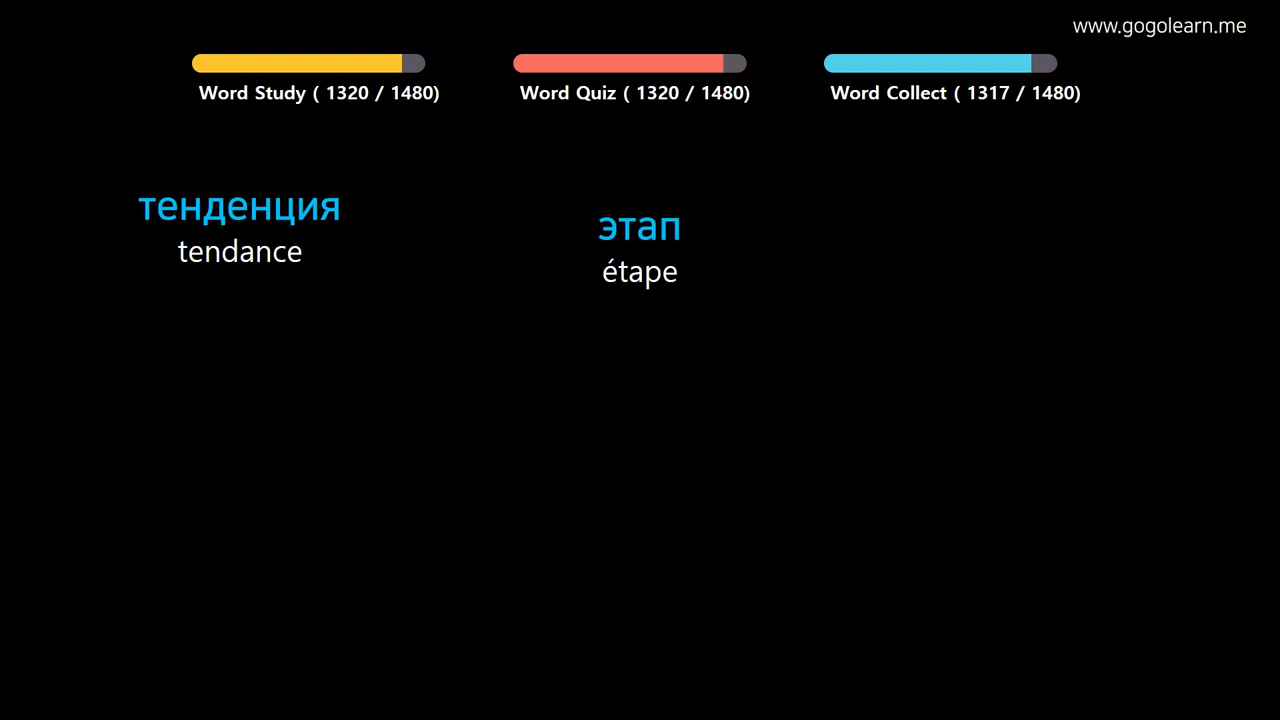 www.gogolearn.me
Word Study ( 1320 / 1480)
Word Quiz ( 1320 / 1480)
Word Collect ( 1317 / 1480)
тенденция
tendance
этап
étape